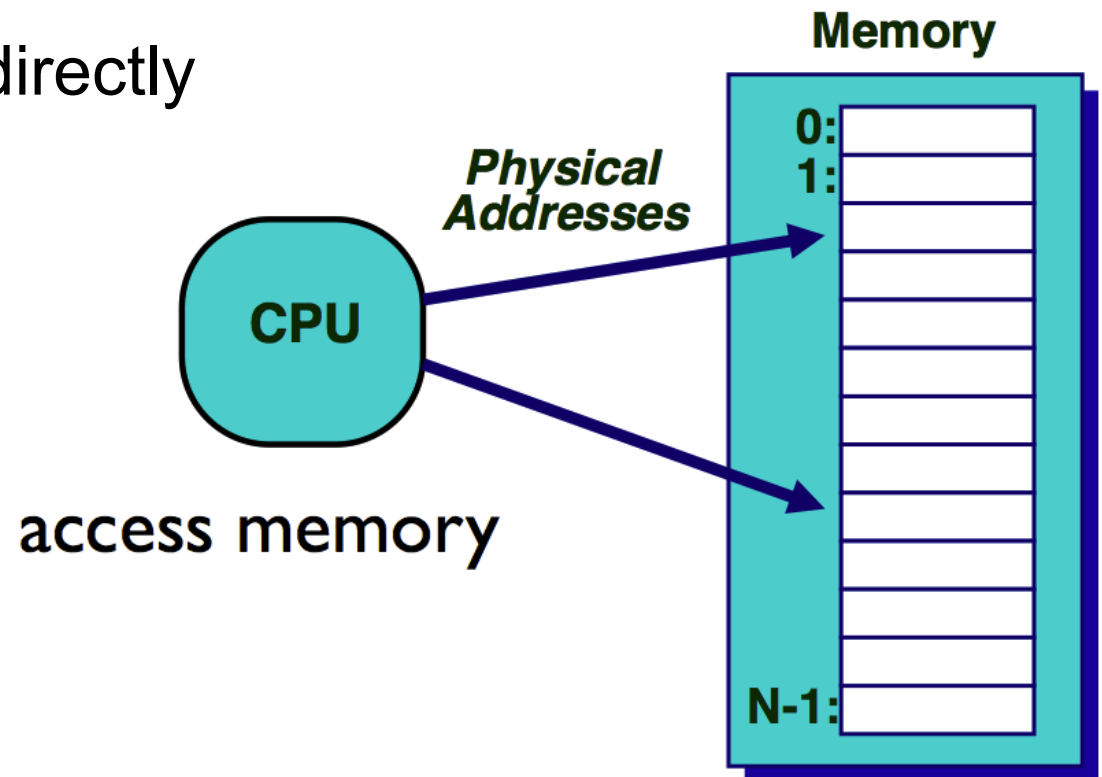 directly
Memory
Physical
Addresses
0:
1:
CPU
access memory
N-1: